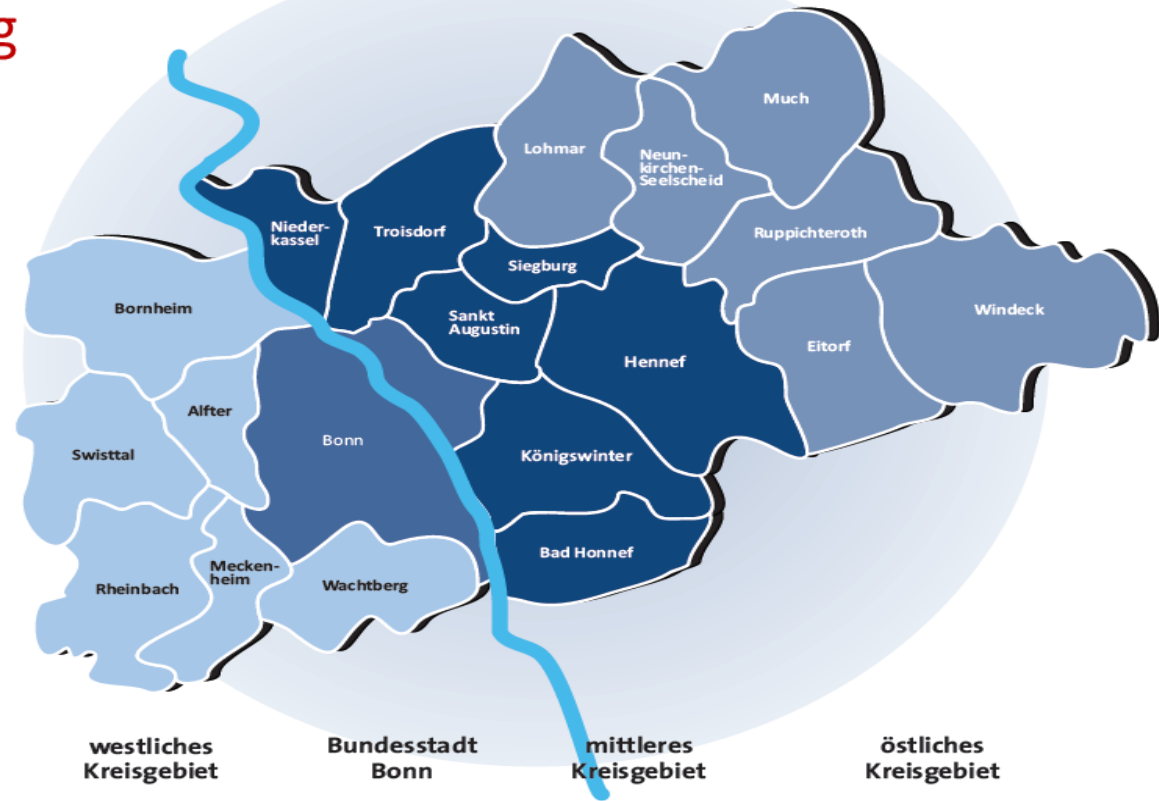 g
Much
Lohmar
Neun-
kirchen-
Seelscheid
Nieder-
kassel
Troisdorf
Ruppichteroth
Siegburg
Bornheim
Sankt
Augustin
Windeck
Eitorf
Hennef
Alfter
Bonn
Swisttal
Königswinter
Bad Honnef
Mecken-
heim
Rheinbach
Wachtberg
westliches
Kreisgebiet
Bundesstadt
Bonn
mittleres
Kreisgebiet
östliches
Kreisgebiet